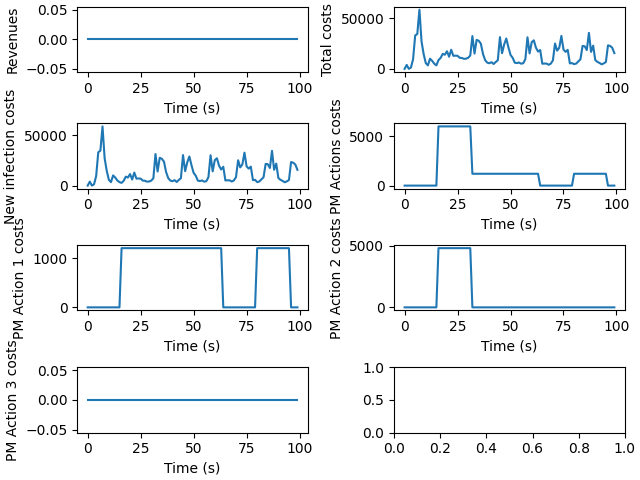 Revenues
0.05
0.00
−0.05
0 25 50 75 100
Time (s)
Total costs
50000
0
0 25 50 75 100
Time (s)
New infection costs
50000
0
0 25 50 75 100
Time (s)
PM Actions costs
5000
0
0 25 50 75 100
Time (s)
PM Action 1 costs
1000
0
0 25 50 75 100
Time (s)
PM Action 2 costs
5000
0
0 25 50 75 100
Time (s)
PM Action 3 costs
0.05
0.00
−0.05
0 25 50 75 100
Time (s)
1.0
0.5
0.0
0.0 0.2 0.4 0.6 0.8 1.0